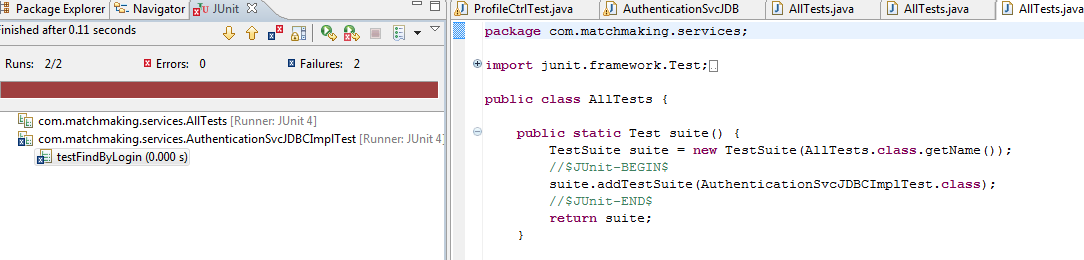 Package Explorer Navigator JUnit
Finished after 0.11 seconds
Runs: 2/2 Errors: 0 Failures: 2
com.matchmaking.services.AllTests [Runner: JUnit 4]
com.matchmaking.services.AuthenticationSvcJDBCImplTest [Runner: JUnit 4]
testFindByLogin (0.000 s)
ProfileCtrlTest.java AuthenticationSvcJDB AllTests.java AllTests.java AllTests.java
package com.matchmaking.services;
import junit.framework.Test;
public class AllTests {
public static Test suite() {
TestSuite suite = new TestSuite(AllTests.class.getName());
//$JUnit-BEGIN$
suite.addTestSuite(AuthenticationSvcJDBCImplTest.class);
//$JUnit-END$
return suite;
}